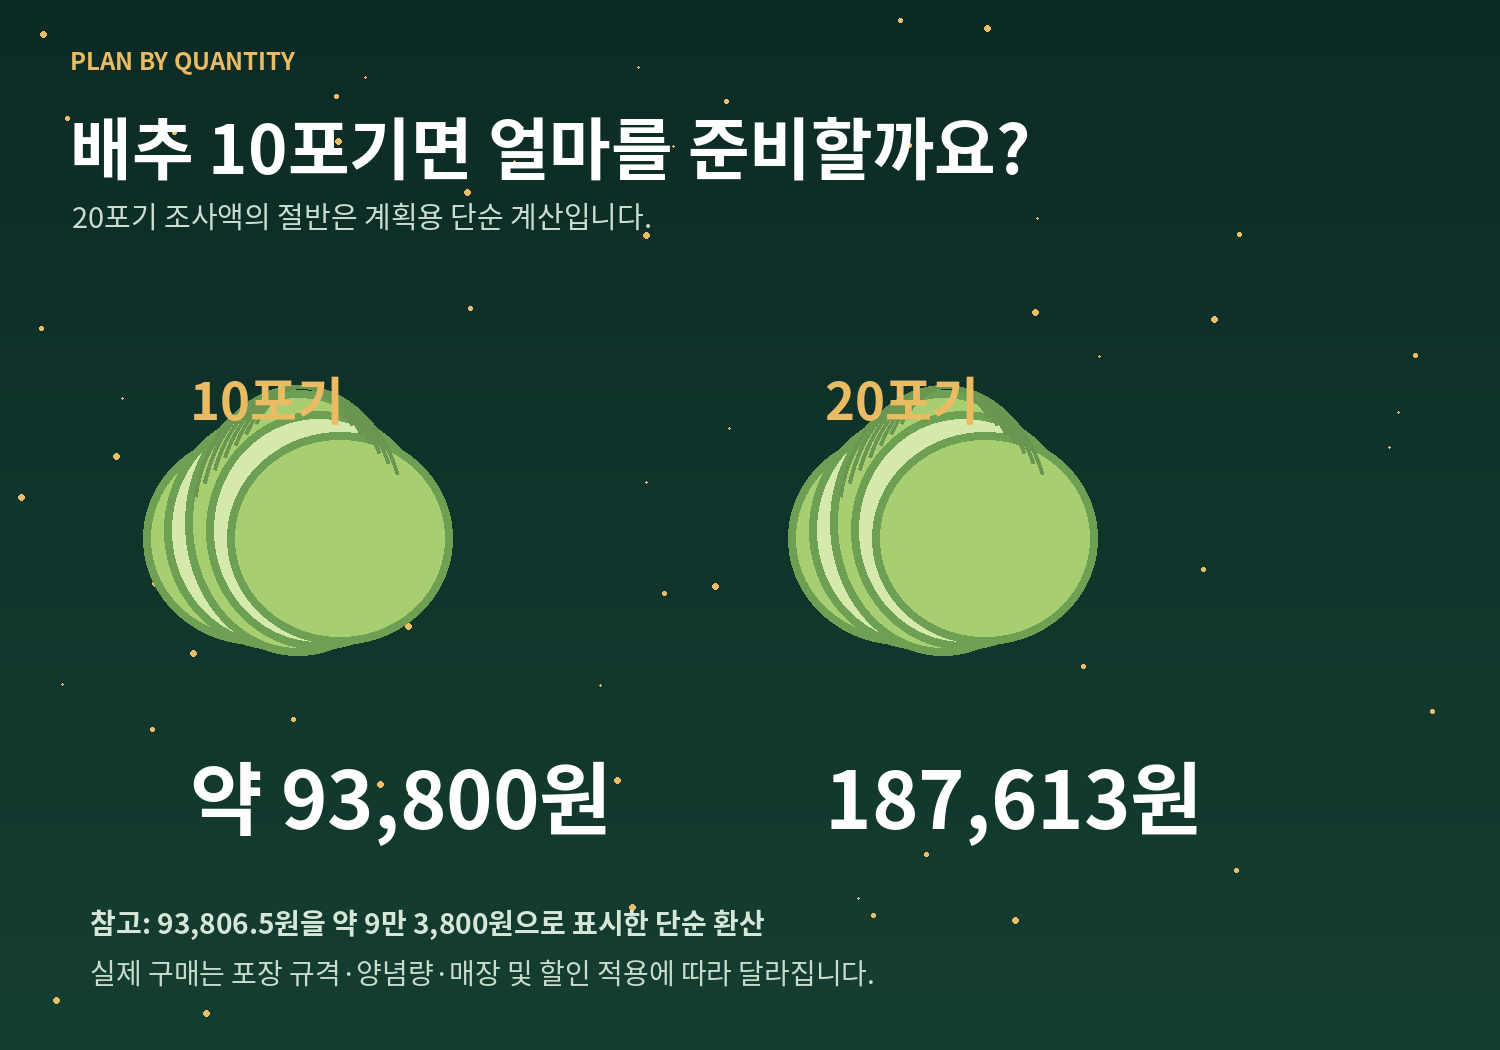 PLAN BY QUANTITY
배추 10포기면 얼마를 준비할까요?
20포기 조사액의 절반은 계획용 단순 계산입니다.
10포기
20포기
약 93,800원
187,613원
참고: 93,806.5원을 약 9만 3,800원으로 표시한 단순 환산
실제 구매는 포장 규격·양념량·매장 및 할인 적용에 따라 달라집니다.